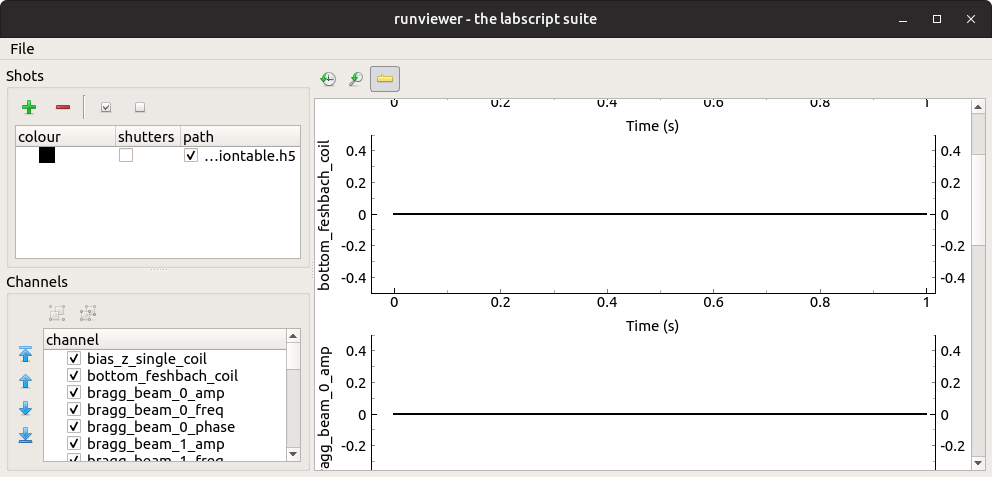 runviewer - the labscript suite
File
Shots
colour shutters path
...iontable.h5
Channels
channel
bias_z_single_coil
bottom_feshbach_coil
bragg_beam_0_amp
bragg_beam_0_freq
bragg_beam_0_phase
bragg_beam_1_amp
bragg_beam_1_freq
0 0.2 0.4 0.6 0.8 1
Time (s)
bottom_feshbach_coil
0.4 0.4
0.2 0.2
0 0
-0.2 -0.2
-0.4 -0.4
0 0.2 0.4 0.6 0.8 1
Time (s)
agg_beam_0_amp
0.4 0.4
0.2 0.2
0 0
-0.2 -0.2